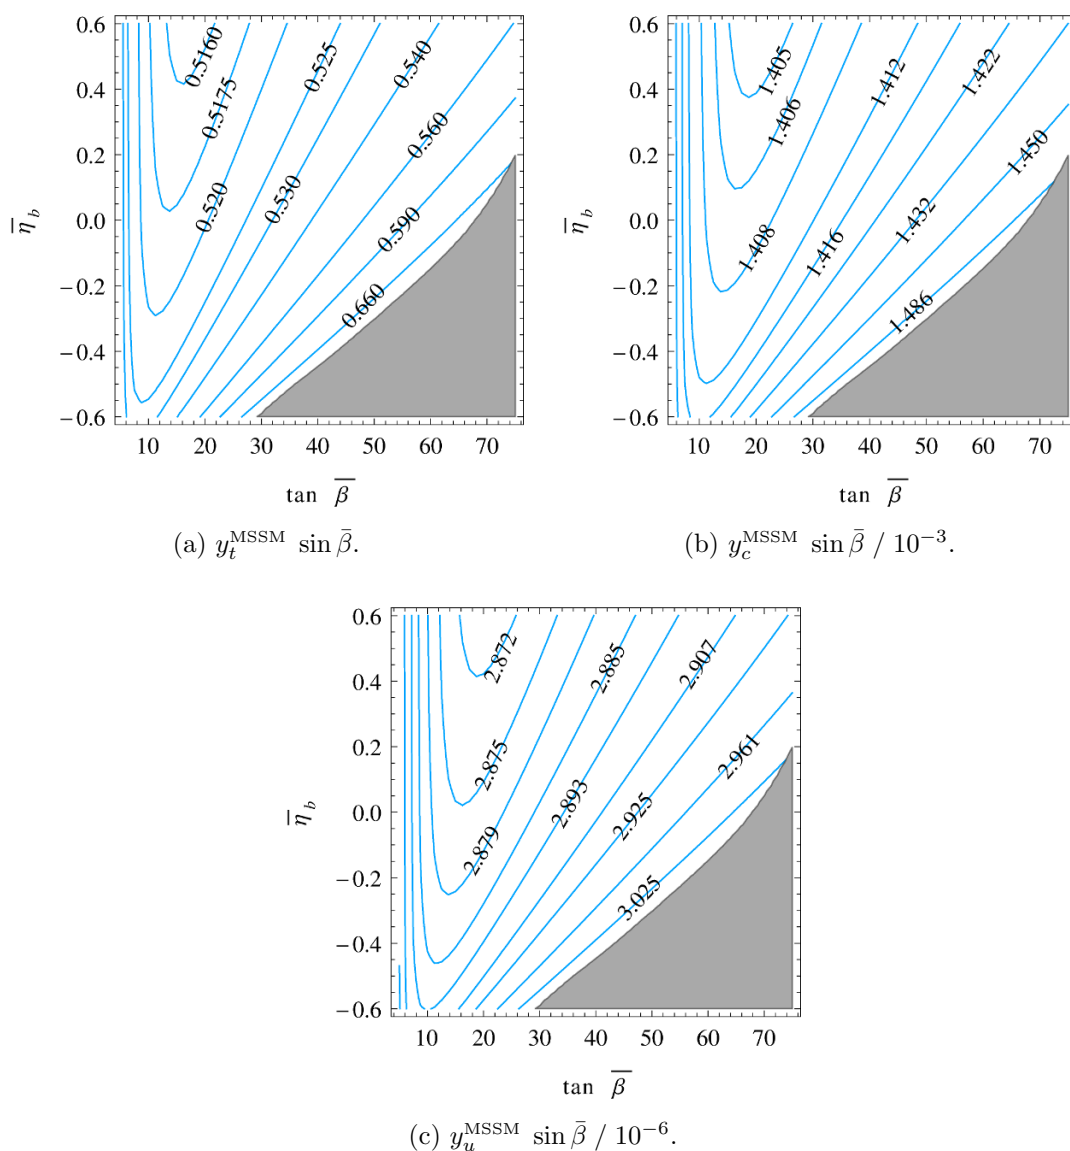 0.6 0.4 0.2 0.0 −0.2 −0.4 −0.6
η̅ b
0.5160 0.5175 0.520 0.525 0.530 0.540 0.560 0.590 0.660
10 20 30 40 50 60 70
tan β̅
(a) y_t^MSSM sin β̄.
0.6 0.4 0.2 0.0 −0.2 −0.4 −0.6
η̅ b
1.405 1.406 1.408 1.412 1.416 1.422 1.432 1.450 1.486
10 20 30 40 50 60 70
tan β̅
(b) y_c^MSSM sin β̄ / 10^−3.
0.6 0.4 0.2 0.0 −0.2 −0.4 −0.6
η̅ b
2.872 2.875 2.879 2.885 2.893 2.907 2.925 2.961 3.025
10 20 30 40 50 60 70
tan β̅
(c) y_u^MSSM sin β̄ / 10^−6.